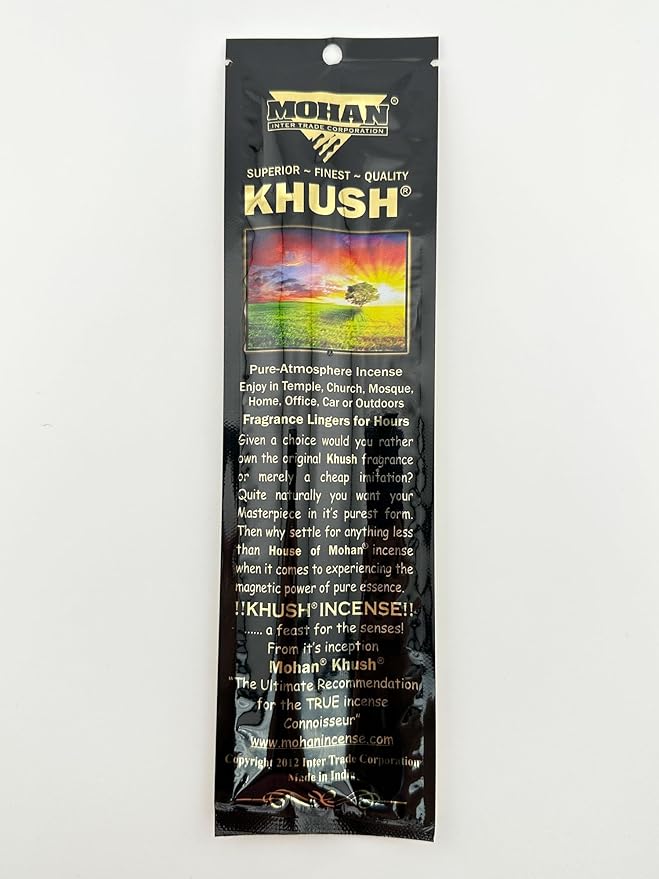 MOHAN®
INTER TRADE CORPORATION
SUPERIOR ~ FINEST ~ QUALITY
KHUSH®
Pure-Atmosphere Incense
Enjoy in Temple, Church, Mosque,
Home, Office, Car or Outdoors
Fragrance Lingers for Hours
Given a choice would you rather
own the original Khush fragrance
or merely a cheap imitation?
Quite naturally you want your
Masterpiece in it's purest form.
Then why settle for anything less
than House of Mohan® incense
when it comes to experiencing the
magnetic power of pure essence.
!!KHUSH® INCENSE!!
...... a feast for the senses!
From it's inception
Mohan® Khush®
"The Ultimate Recommendation
for the TRUE incense
Connoisseur"
www.mohanincense.com
Copyright 2012 Inter Trade Corporation
Made in India